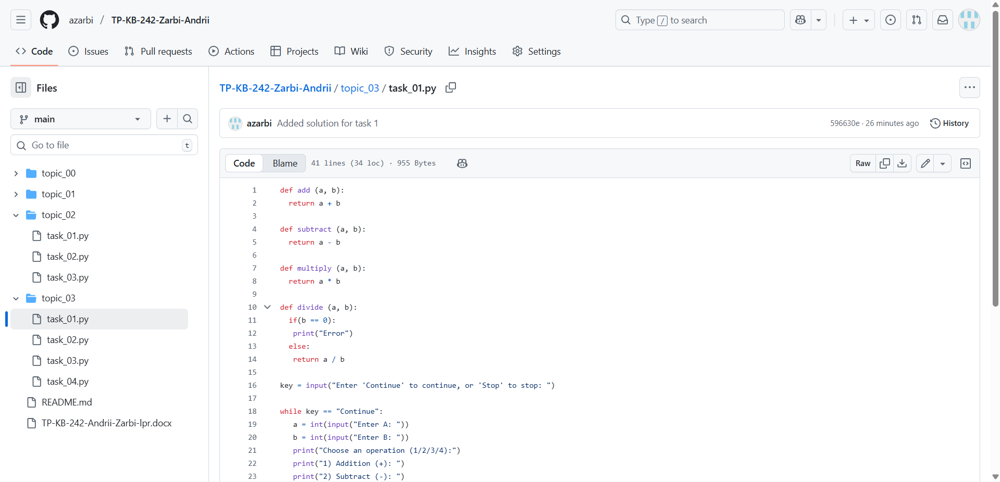 azarbi / TP-KB-242-Zarbi-Andrii
Type / to search
Code
Issues
Pull requests
Actions
Projects
Wiki
Security
Insights
Settings
Files
main
Go to file
t
topic_00
topic_01
topic_02
task_01.py
task_02.py
task_03.py
topic_03
task_01.py
task_02.py
task_03.py
task_04.py
README.md
TP-KB-242-Andrii-Zarbi-lpr.docx
TP-KB-242-Zarbi-Andrii / topic_03 / task_01.py
azarbi Added solution for task 1
596630e · 26 minutes ago
History
Code
Blame
41 lines (34 loc) · 955 Bytes
Raw
1 def add (a, b):
2 return a + b
3
4 def subtract (a, b):
5 return a - b
6
7 def multiply (a, b):
8 return a * b
9
10 def divide (a, b):
11 if(b == 0):
12 print("Error")
13 else:
14 return a / b
15
16 key = input("Enter 'Continue' to continue, or 'Stop' to stop: ")
17
18 while key == "Continue":
19 a = int(input("Enter A: "))
20 b = int(input("Enter B: "))
21 print("Choose an operation (1/2/3/4):")
22 print("1) Addition (+): ")
23 print("2) Subtract (-): ")